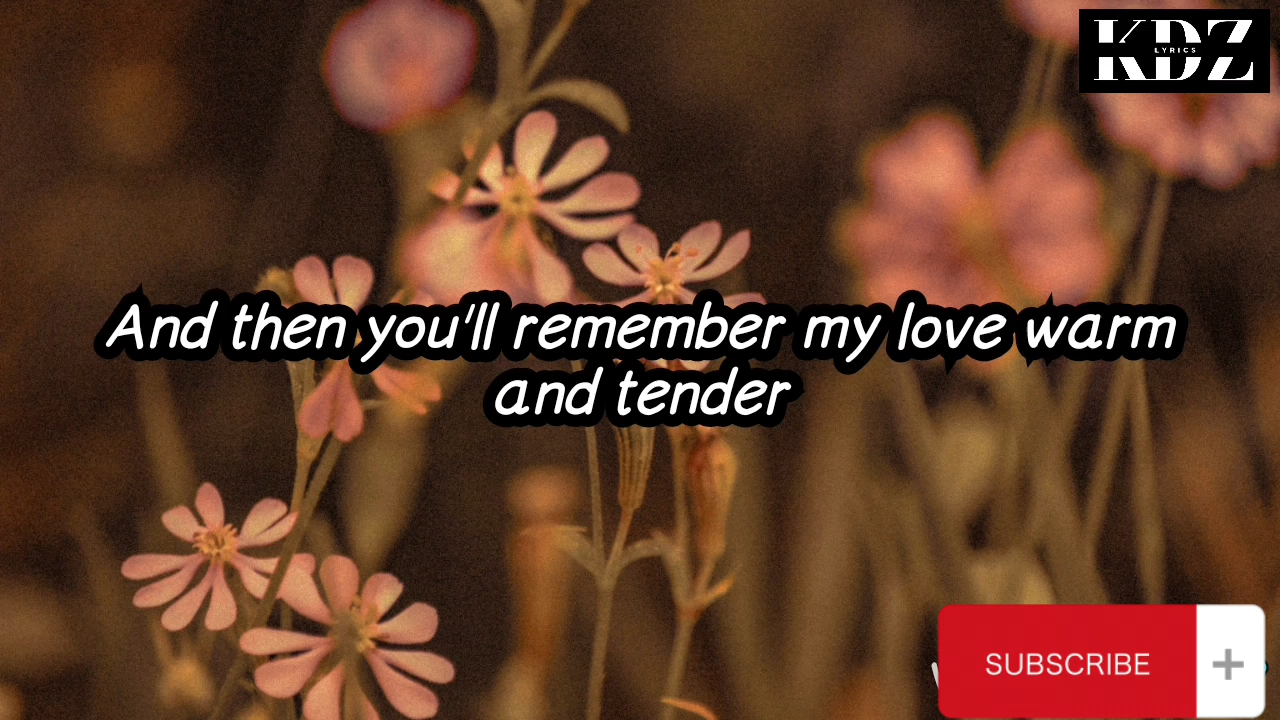 KDZ
LYRICS
And then you'll remember my love warm
and tender
SUBSCRIBE